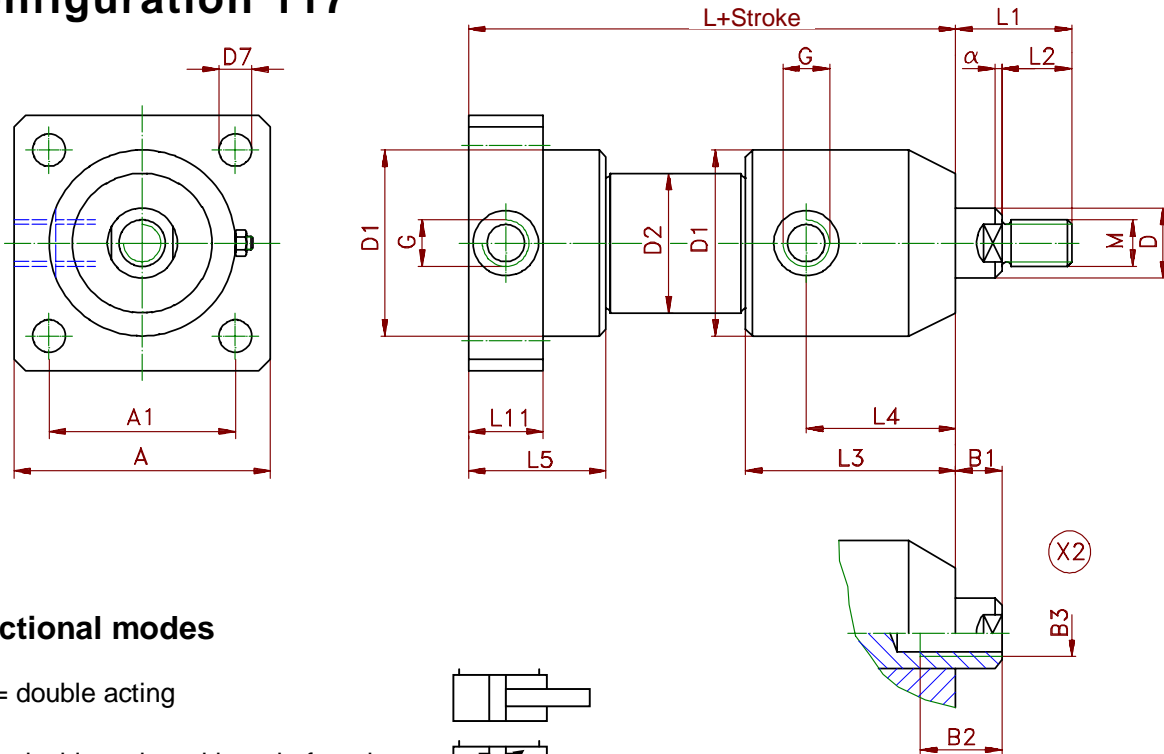 nfiguration 117
L+Stroke
L1
D7
G
α
L2
D1
G
D2
D1
M
D
A1
A
L11
L5
L4
L3
B1
X2
B3
B2
ctional modes
= double acting